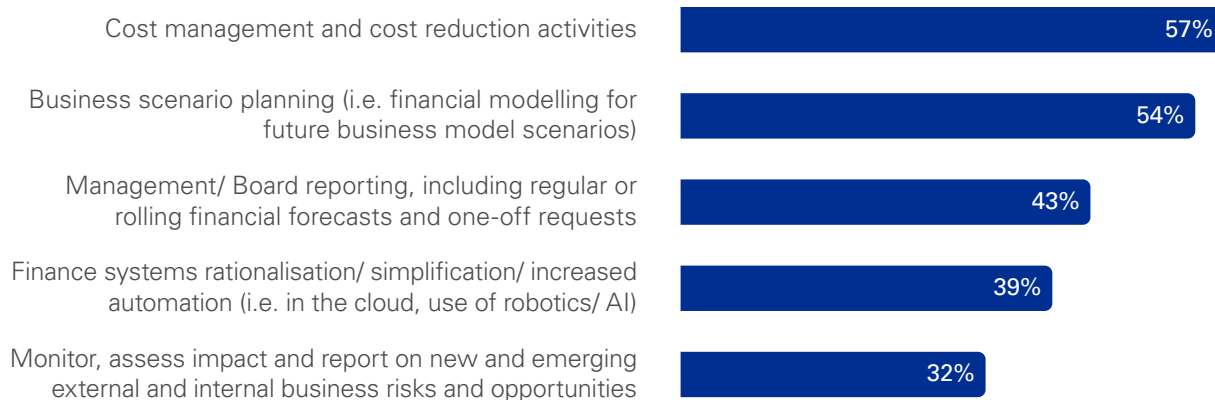 Cost management and cost reduction activities
57%
Business scenario planning (i.e. financial modelling for
future business model scenarios)
54%
Management/ Board reporting, including regular or
rolling financial forecasts and one-off requests
43%
Finance systems rationalisation/ simplification/ increased
automation (i.e. in the cloud, use of robotics/ AI)
39%
Monitor, assess impact and report on new and emerging
external and internal business risks and opportunities
32%